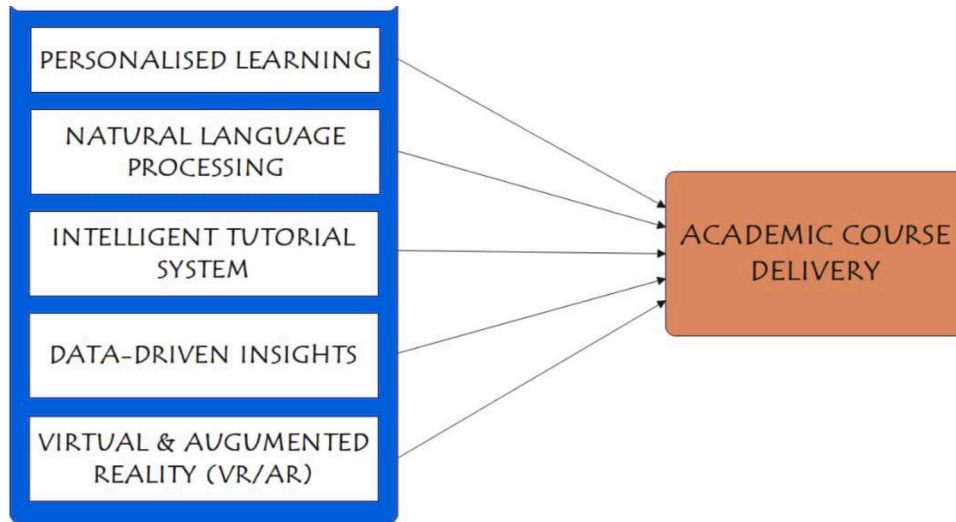 PERSONALISED LEARNING
NATURAL LANGUAGE
PROCESSING
INTELLIGENT TUTORIAL
SYSTEM
DATA-DRIVEN INSIGHTS
VIRTUAL & AUGUMENTED
REALITY (VR/AR)
ACADEMIC COURSE
DELIVERY